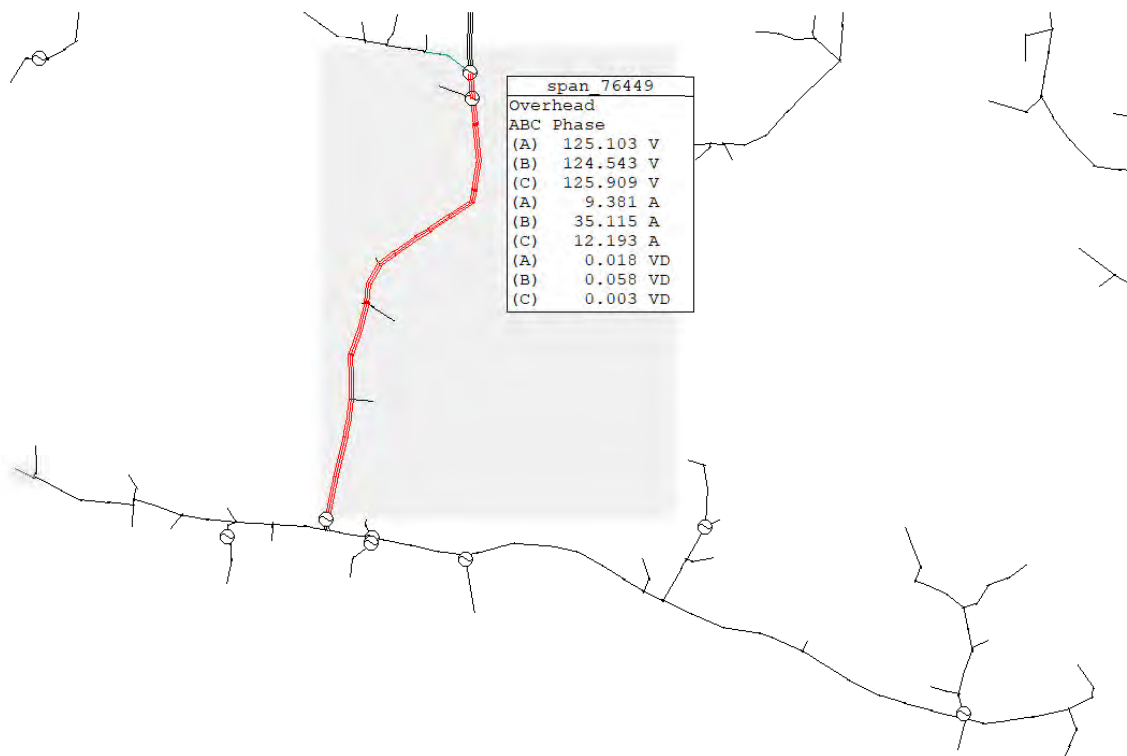 span_76449
Overhead
ABC Phase
(A) 125.103 V
(B) 124.543 V
(C) 125.909 V
(A) 9.381 A
(B) 35.115 A
(C) 12.193 A
(A) 0.018 VD
(B) 0.058 VD
(C) 0.003 VD